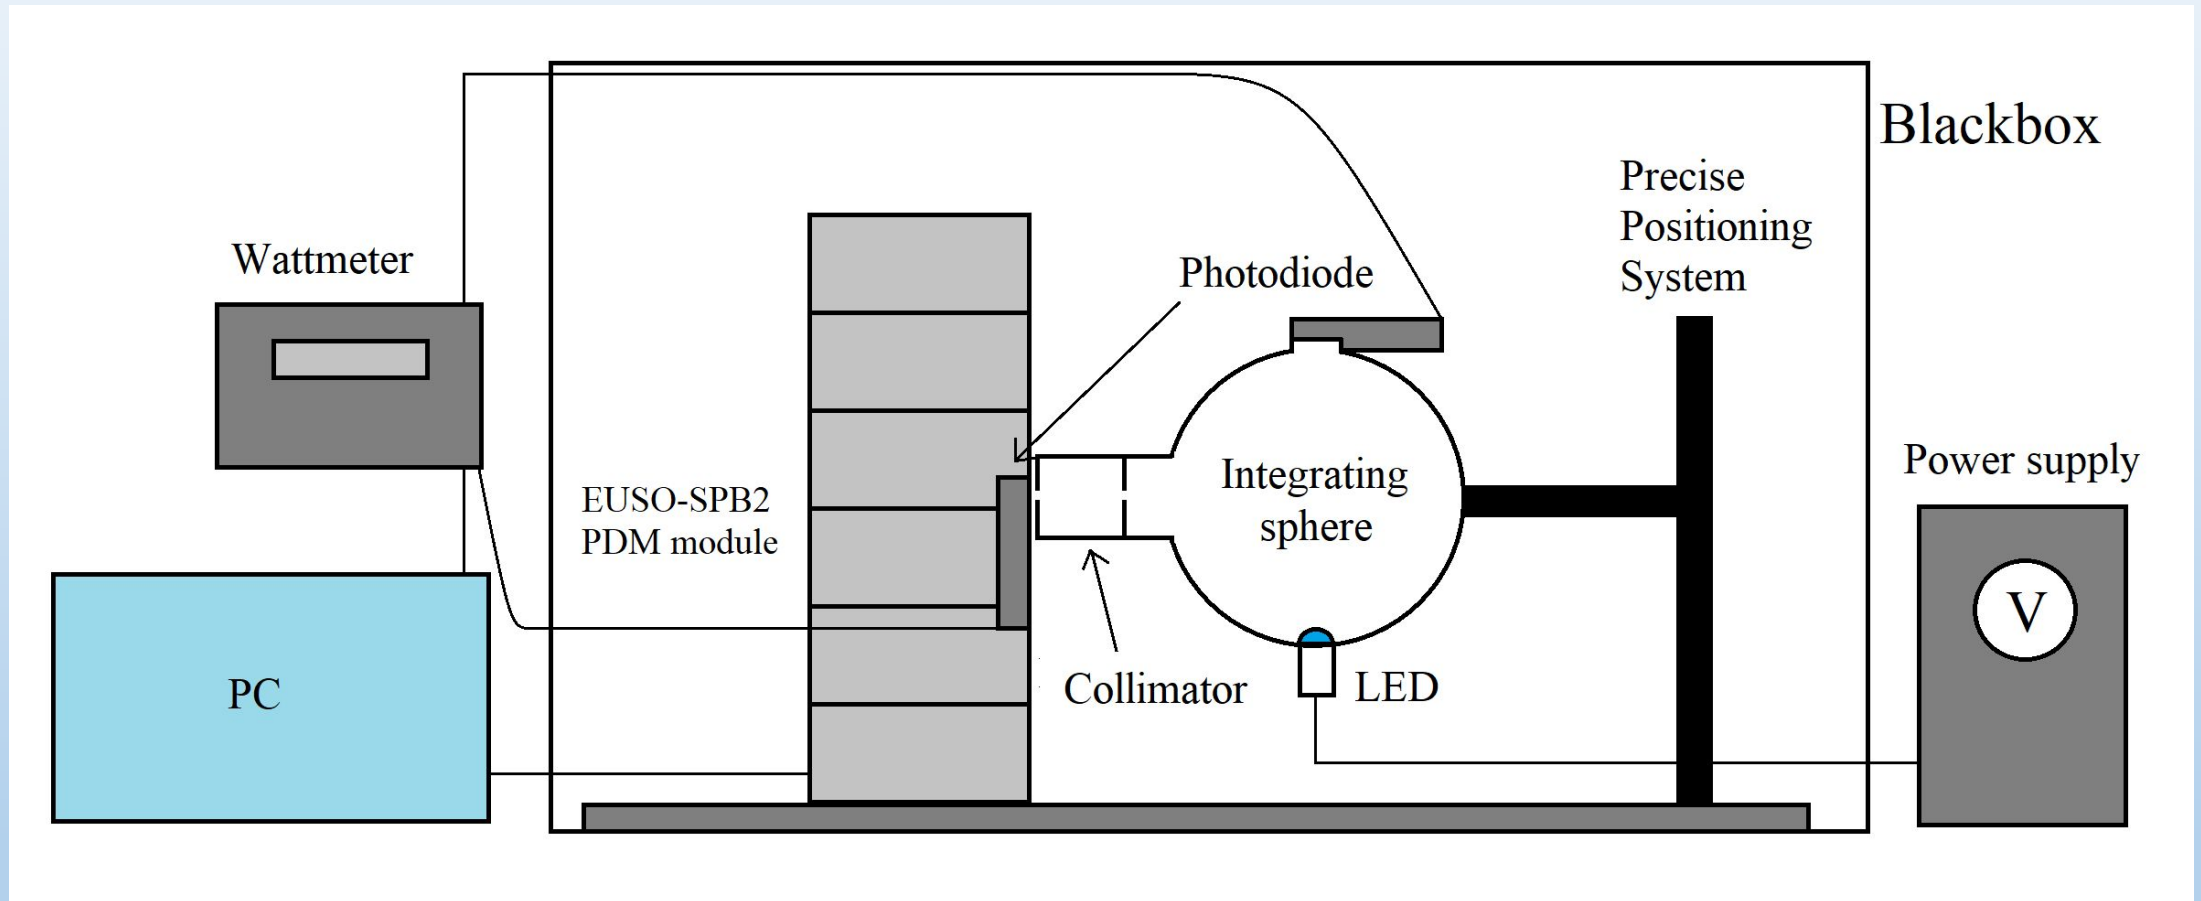 Blackbox
Precise
Positioning
System
Wattmeter
Photodiode
Integrating
sphere
Power supply
EUSO-SPB2
PDM module
V
PC
Collimator
LED